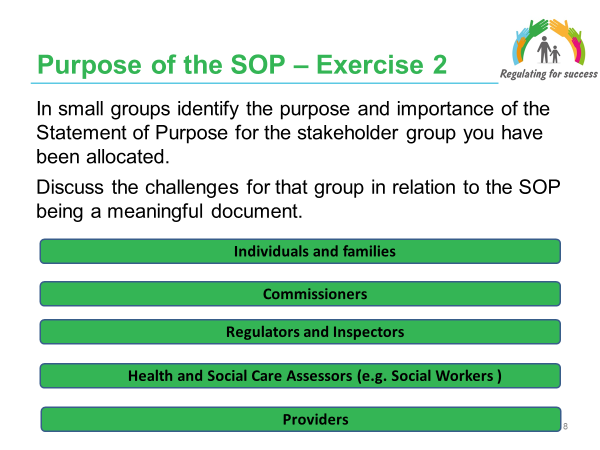 Purpose of the SOP – Exercise 2
Regulating for success
In small groups identify the purpose and importance of the
Statement of Purpose for the stakeholder group you have
been allocated.
Discuss the challenges for that group in relation to the SOP
being a meaningful document.
Individuals and families
Commissioners
Regulators and Inspectors
Health and Social Care Assessors (e.g. Social Workers )
Providers
8